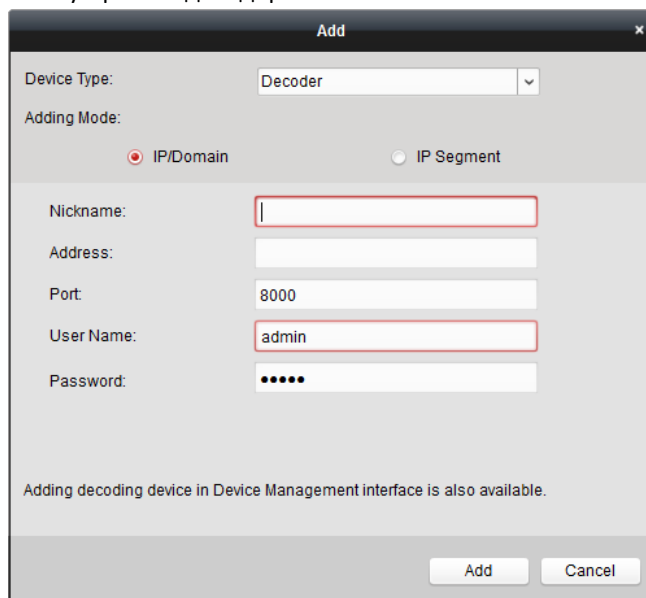 Add ×
Device Type: Decoder
Adding Mode:
IP/Domain IP Segment
Nickname:
Address:
Port: 8000
User Name: admin
Password: •••••
Adding decoding device in Device Management interface is also available.
Add Cancel